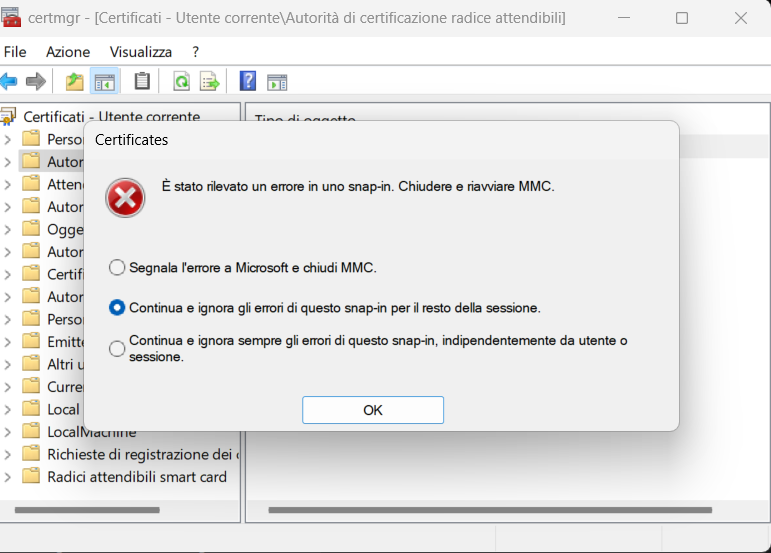 certmgr - [Certificati - Utente corrente\Autorità di certificazione radice attendibili]
File Azione Visualizza ?
Certificati - Utente corrente
Tipo di oggetto
Certificates
È stato rilevato un errore in uno snap-in. Chiudere e riavviare MMC.
Segnala l'errore a Microsoft e chiudi MMC.
Continua e ignora gli errori di questo snap-in per il resto della sessione.
Continua e ignora sempre gli errori di questo snap-in, indipendentemente da utente o
sessione.
OK
Perso
Autor
Atten
Autor
Ogge
Autor
Certif
Autor
Perso
Emitte
Altri u
Curre
Local
LocalMachine
Richieste di registrazione dei
Radici attendibili smart card